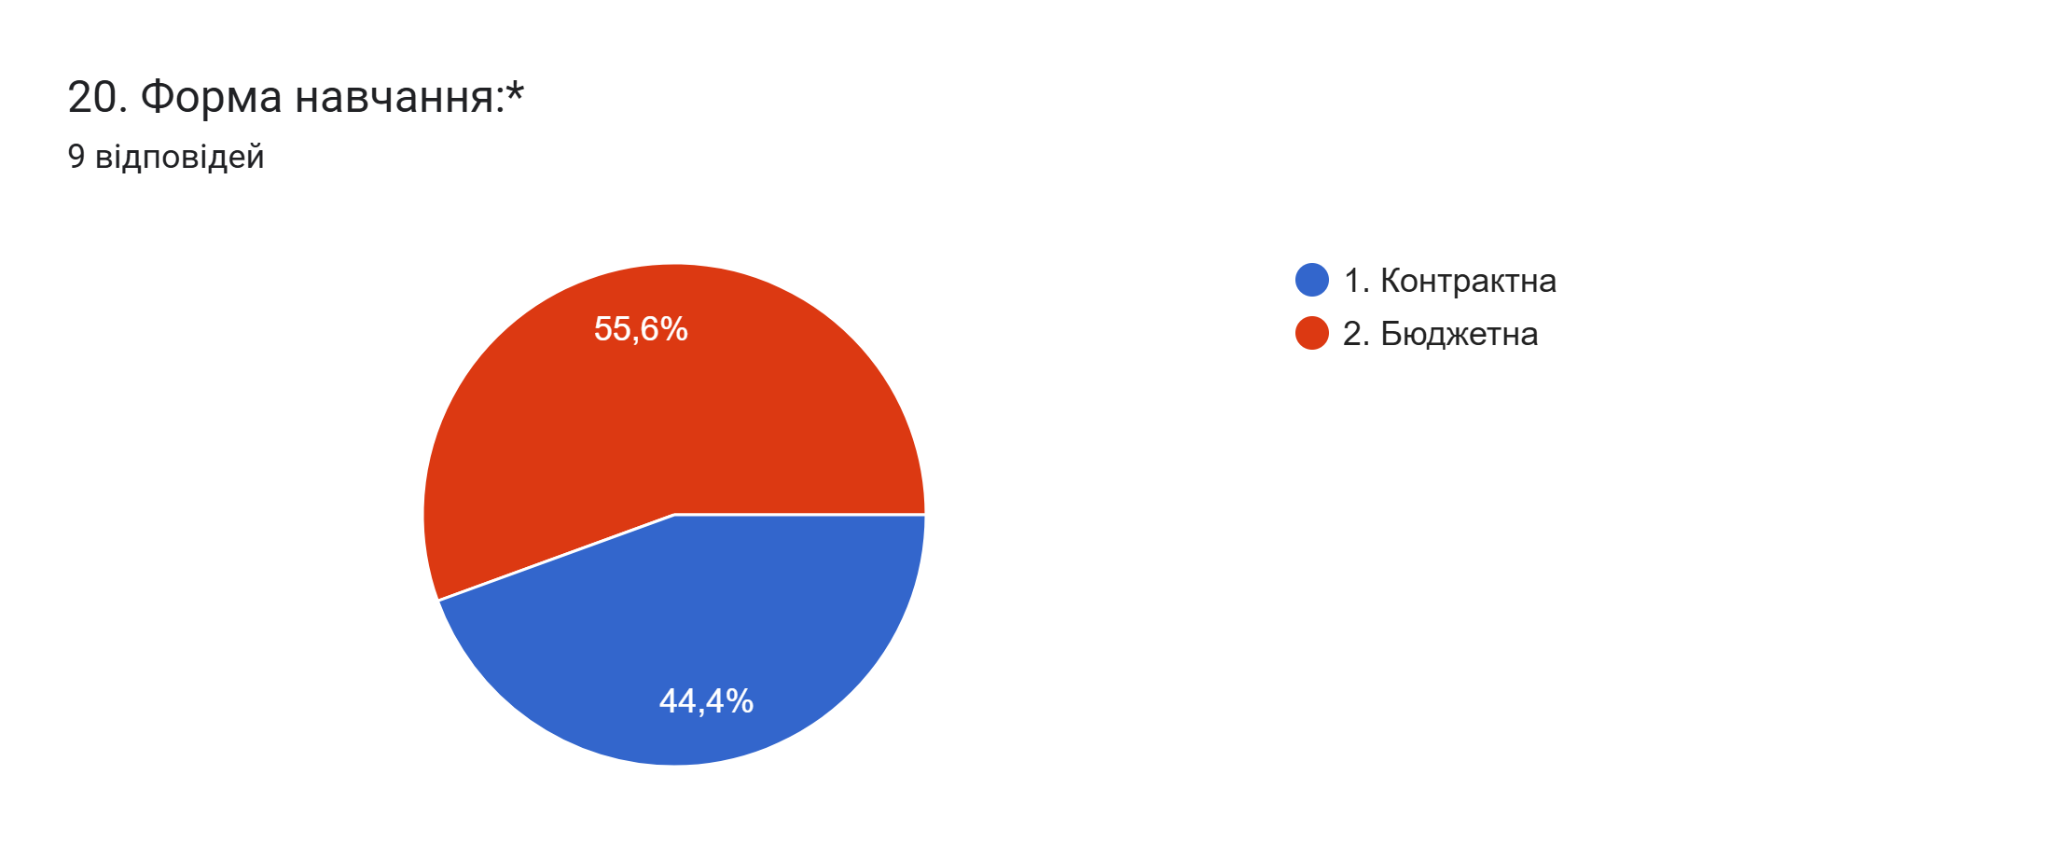 20. Форма навчання:*
9 відповідей
55,6%
44,4%
1. Контрактна
2. Бюджетна